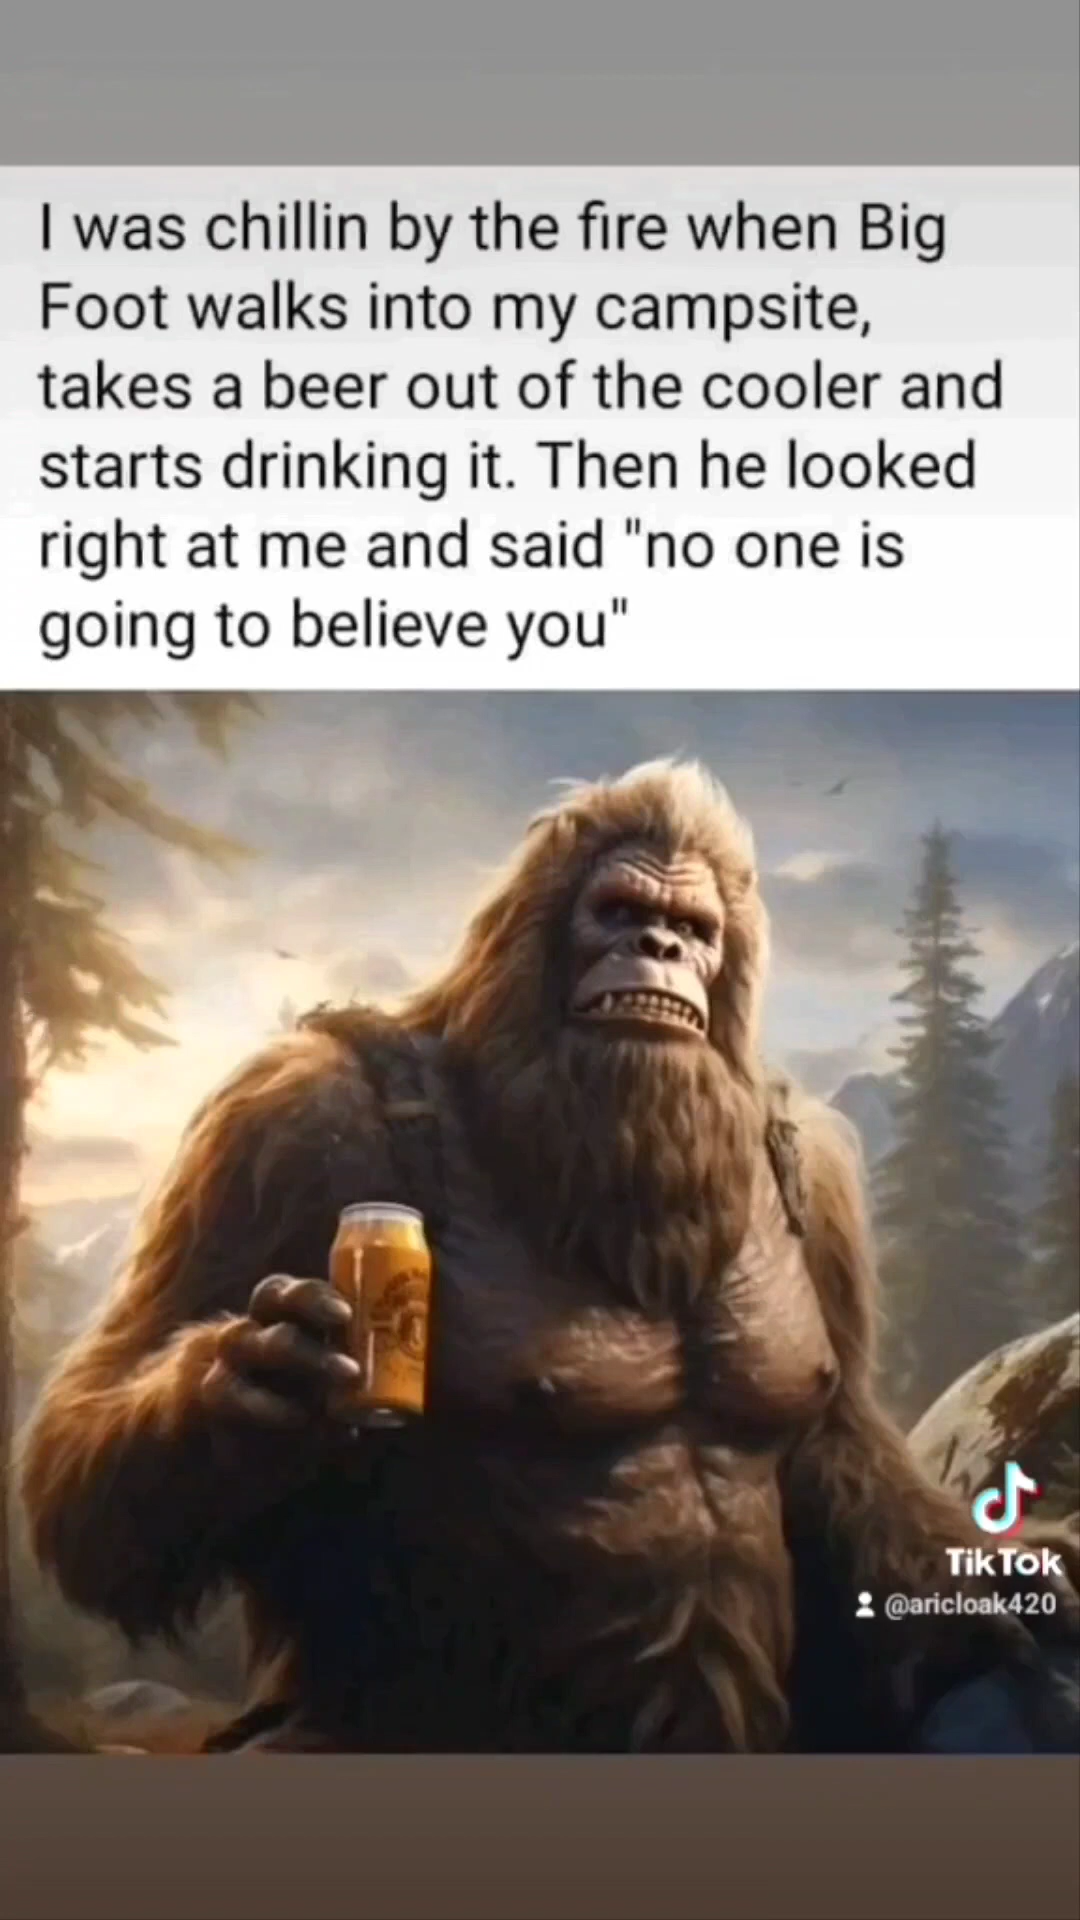 I was chillin by the fire when Big
Foot walks into my campsite,
takes a beer out of the cooler and
starts drinking it. Then he looked
right at me and said "no one is
going to believe you"
TikTok
@aricloak420